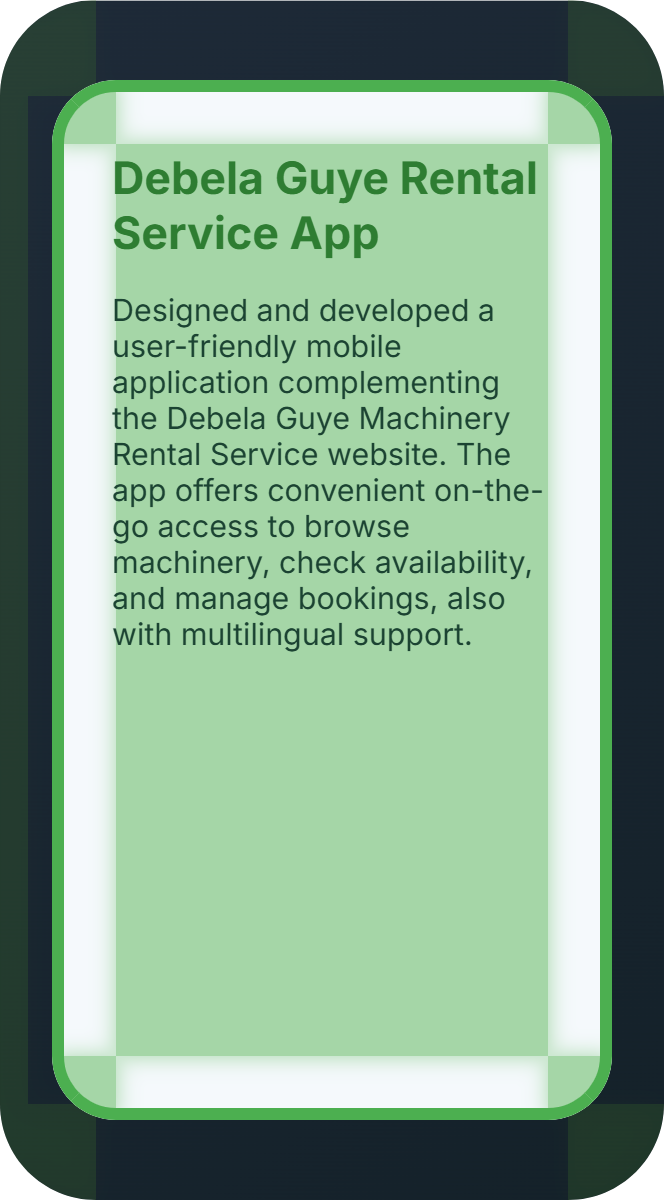 Debela Guye Rental
Service App
Designed and developed a
user-friendly mobile
application complementing
the Debela Guye Machinery
Rental Service website. The
app offers convenient on-the-
go access to browse
machinery, check availability,
and manage bookings, also
with multilingual support.